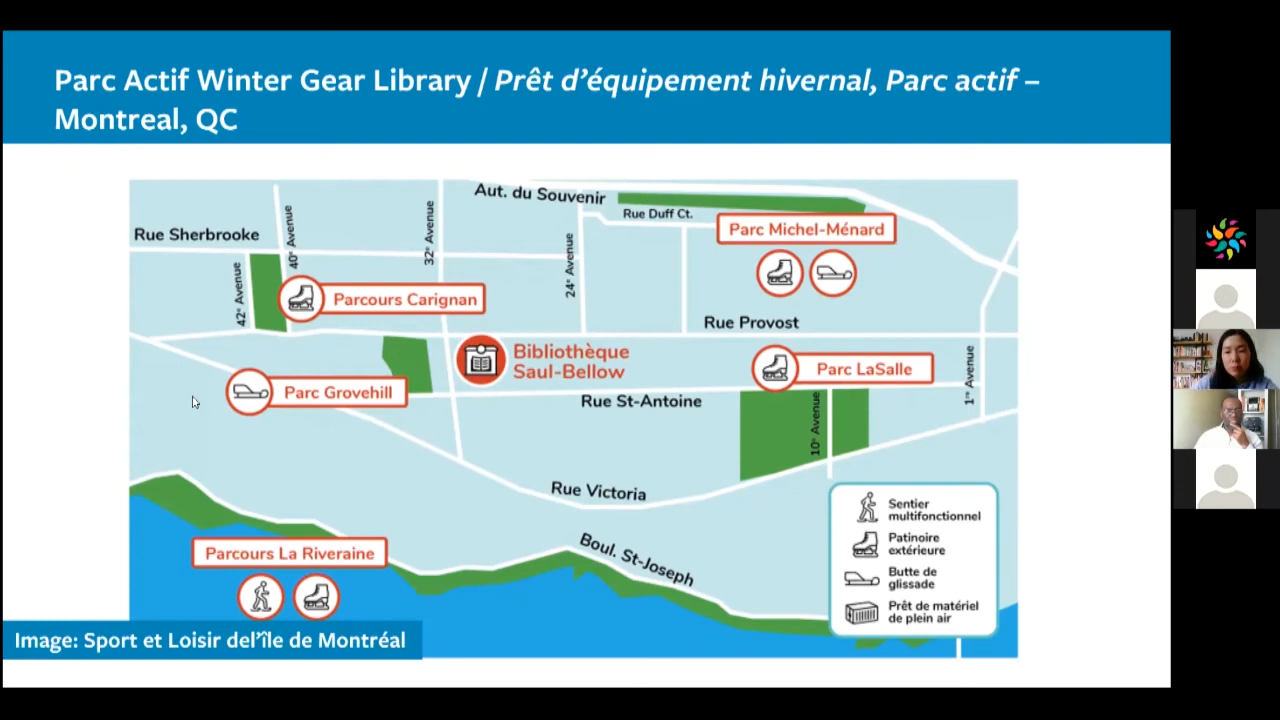 Parc Actif Winter Gear Library / Prêt d'équipement hivernal, Parc actif –
Montreal, QC
Aut. du Souvenir
Rue Duff Ct.
Rue Sherbrooke
40e Avenue
32e Avenue
24e Avenue
42e Avenue
Parc Michel-Ménard
Parcours Carignan
Rue Provost
Bibliothèque
Saul-Bellow
Parc LaSalle
1re Avenue
Parc Grovehill
Rue St-Antoine
10e Avenue
Rue Victoria
Boul. St-Joseph
Parcours La Riveraine
Sentier
multifonctionnel
Patinoire
extérieure
Butte de
glissade
Prêt de matériel
de plein air
Image: Sport et Loisir del'île de Montréal